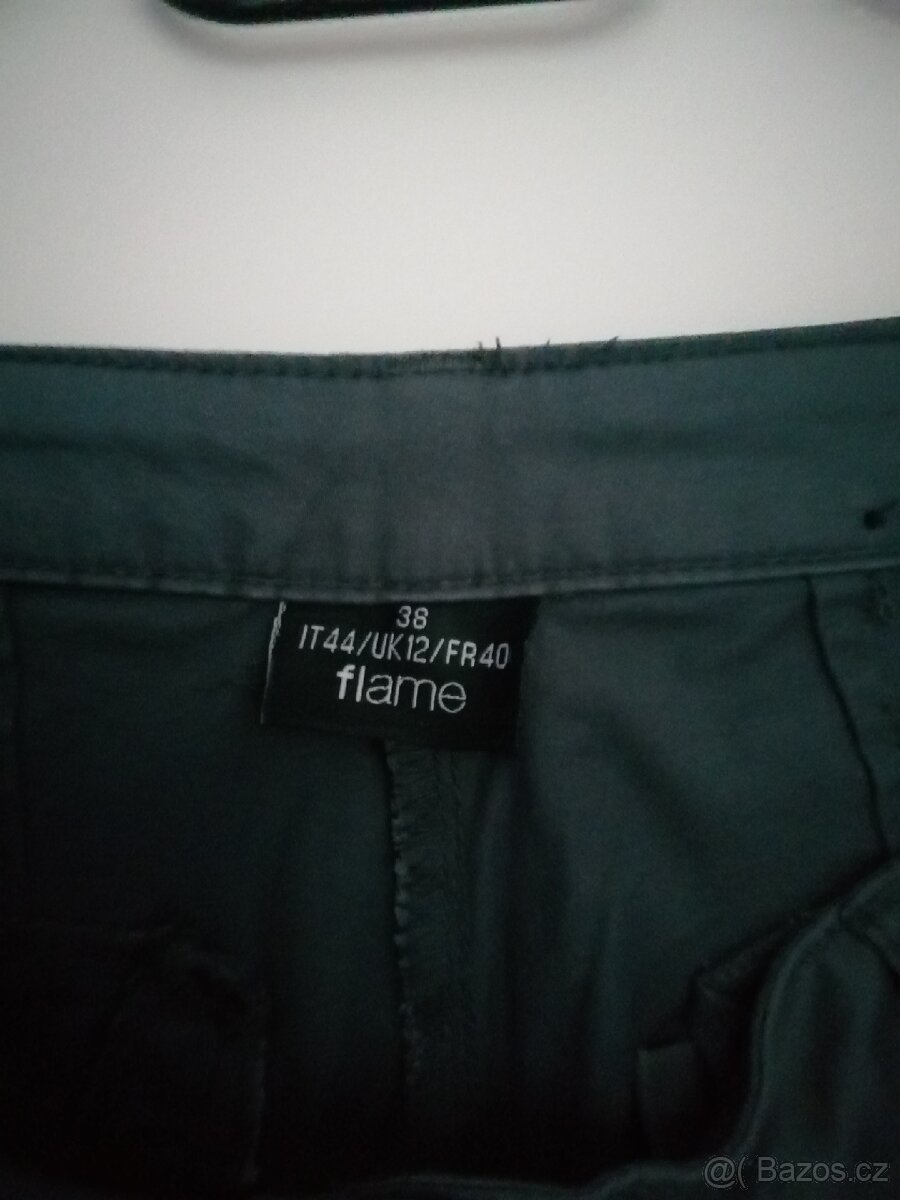 38
IT44/UK12/FR40
flame
@( Bazos.cz